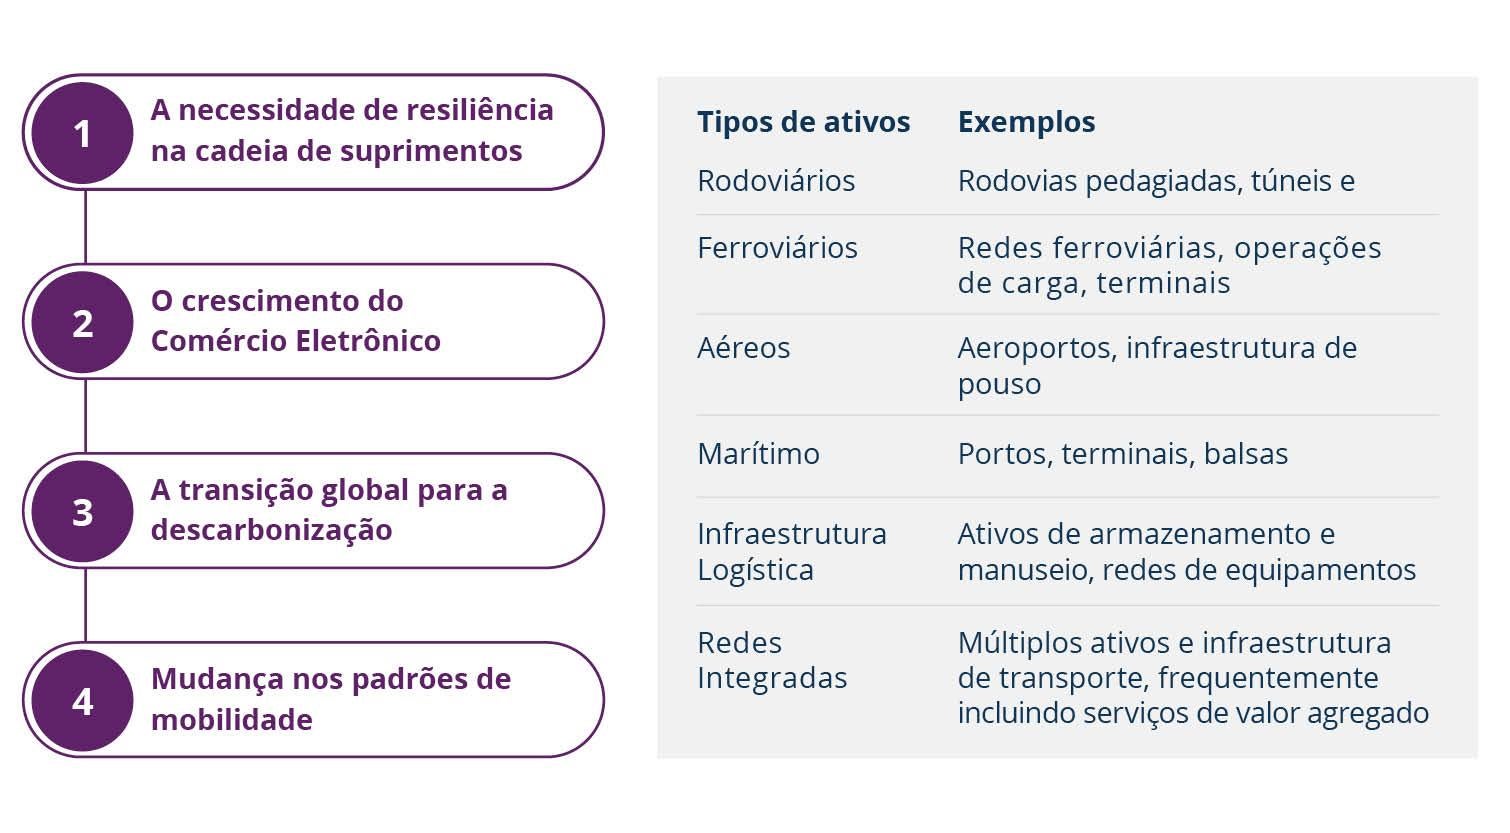 1
A necessidade de resiliência
na cadeia de suprimentos
2
O crescimento do
Comércio Eletrônico
3
A transição global para a
descarbonização
4
Mudança nos padrões de
mobilidade
Tipos de ativos Exemplos
Rodoviários Rodovias pedagiadas, túneis e
Ferroviários Redes ferroviárias, operações
de carga, terminais
Aéreos Aeroportos, infraestrutura de
pouso
Marítimo Portos, terminais, balsas
Infraestrutura Ativos de armazenamento e
Logística manuseio, redes de equipamentos
Redes Múltiplos ativos e infraestrutura
Integradas de transporte, frequentemente
incluindo serviços de valor agregado